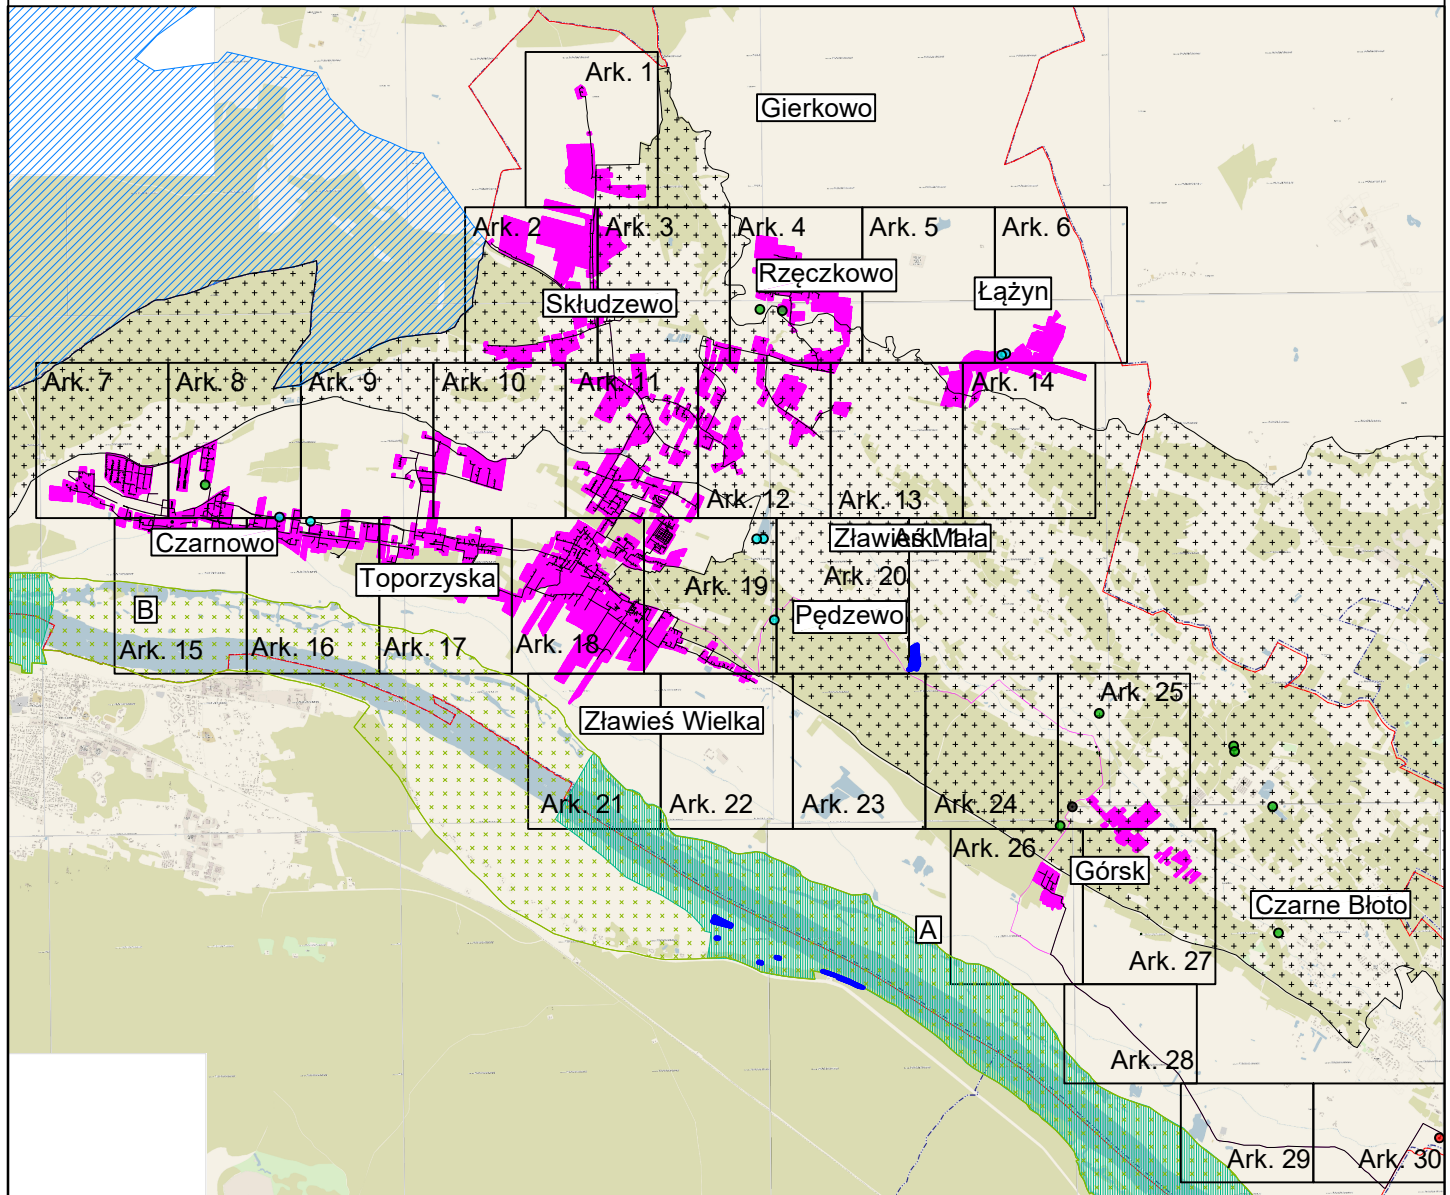 Ark. 1
Gierkowo
Ark. 2
Ark. 3
Ark. 4
Ark. 5
Ark. 6
Rzęczkowo
Skłudzewo
Łążyn
Ark. 7
Ark. 8
Ark. 9
Ark. 10
Ark. 11
Ark. 14
Ark. 12
Ark. 13
Czarnowo
Zławieś Mała
Toporzyska
Ark. 19
Ark. 20
B
Pędzewo
Ark. 15
Ark. 16
Ark. 17
Ark. 18
Ark. 25
Zławieś Wielka
Ark. 21
Ark. 22
Ark. 23
Ark. 24
Ark. 26
Górsk
Czarne Błoto
A
Ark. 27
Ark. 28
Ark. 29
Ark. 30